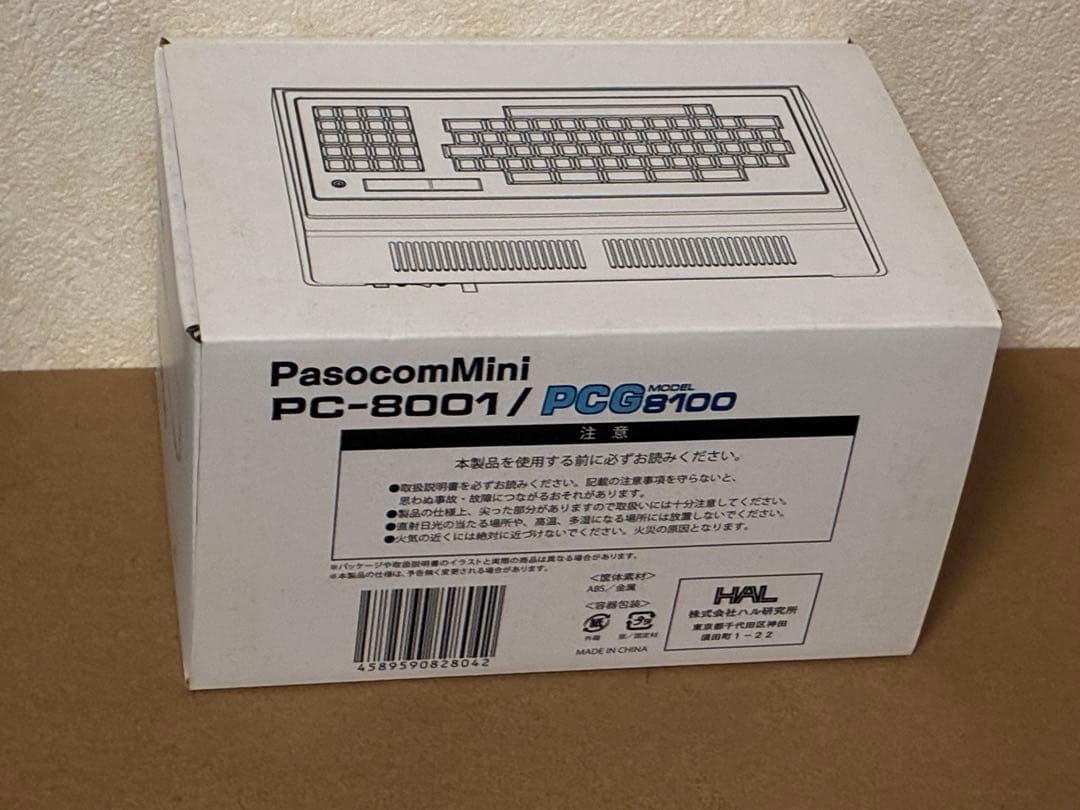 PasocomMini
PC-8001/PCG MODEL 8100
注 意
本製品を使用する前に必ずお読みください。
●取扱説明書を必ずお読みください。記載の注意事項を守らないと、
思わぬ事故・故障につながるおそれがあります。
●製品の仕様上、尖った部分がありますので取扱いには十分注意してください。
●直射日光の当たる場所や、高温、多湿になる場所には放置しないでください。
●火気の近くには絶対に近づけないでください。火災の原因となります。
※パッケージや取扱説明書のイラストと実際の商品は異なる場合があります。
※本製品の仕様は、予告無く変更される場合があります。
<筐体素材>
ABS/金属
<容器包装>
紙
プラ
外箱
袋/固定材
MADE IN CHINA
HAL
株式会社ハル研究所
東京都千代田区神田
須田町1-22
4589590828042